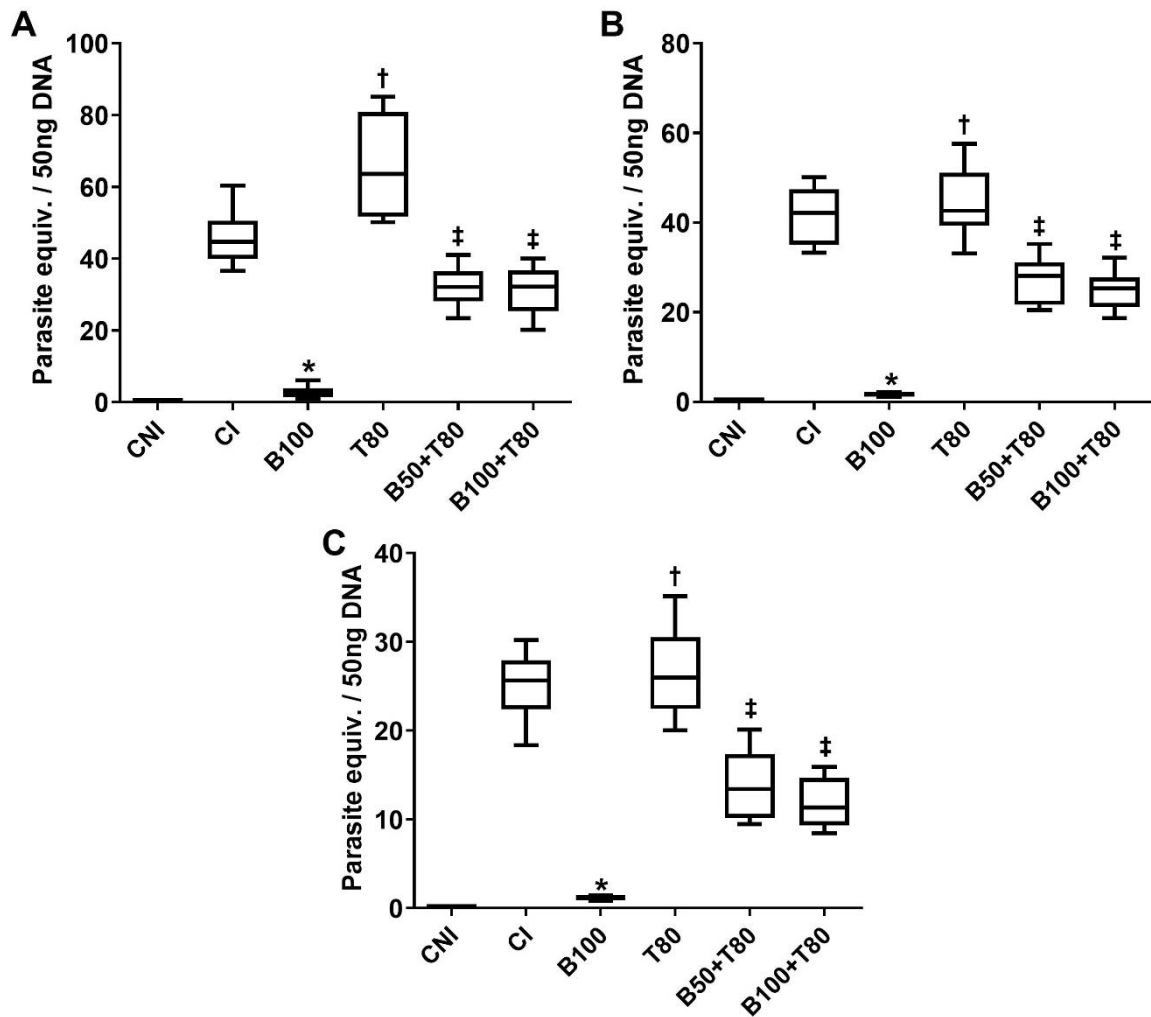 A
Parasite equiv. / 50ng DNA
100
80
60
40
20
0
†
‡
‡
*
CNI
CI
B100
T80
B50+T80
B100+T80
B
Parasite equiv. / 50ng DNA
80
60
40
20
0
†
‡
‡
*
CNI
CI
B100
T80
B50+T80
B100+T80
C
Parasite equiv. / 50ng DNA
40
30
20
10
0
†
‡
‡
*
CNI
CI
B100
T80
B50+T80
B100+T80